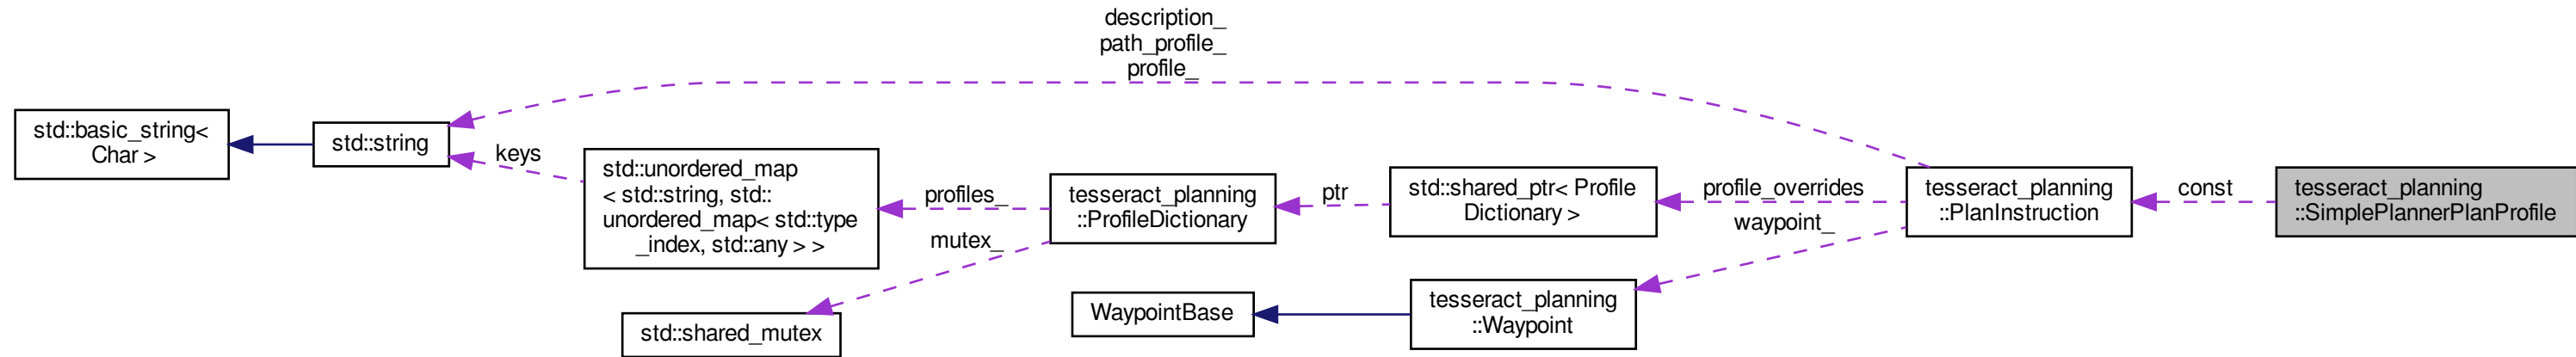 description_
path_profile_
profile_
std::basic_string<
Char >
std::string
keys
std::unordered_map
< std::string, std::
unordered_map< std::type
_index, std::any > >
profiles_
mutex_
std::shared_mutex
tesseract_planning
::ProfileDictionary
ptr
std::shared_ptr< Profile
Dictionary >
profile_overrides
waypoint_
WaypointBase
tesseract_planning
::Waypoint
tesseract_planning
::PlanInstruction
const
tesseract_planning
::SimplePlannerPlanProfile